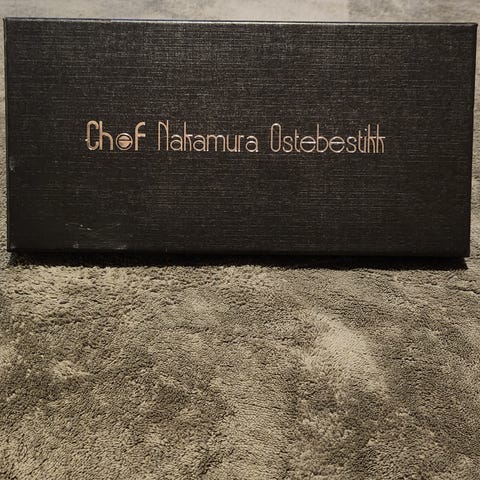 Chef Nakamura Ostebestikk